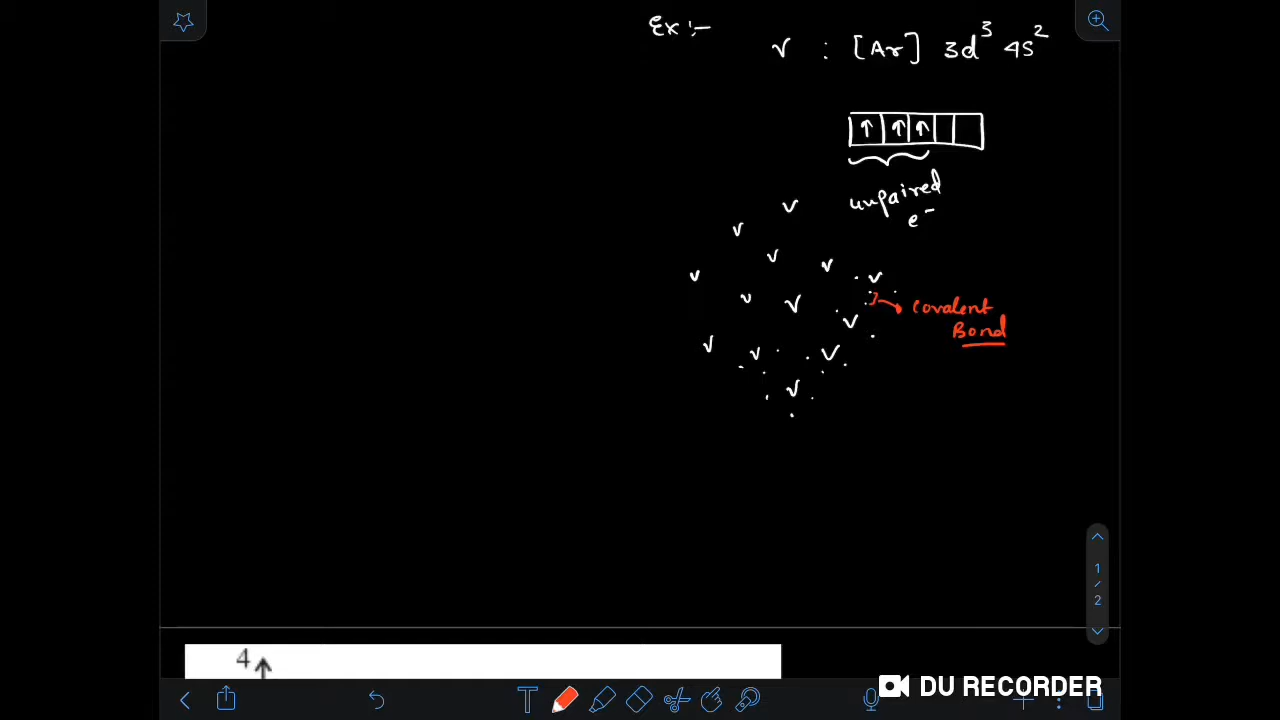 Ex :-
V : [Ar] 3d³ 4s²
↑ ↑ ↑
unpaired
e⁻
V
V
V
V
V
V
V
V
V
V
V
V
V
Covalent
Bond
1
/
2
4
T
DU RECORDER